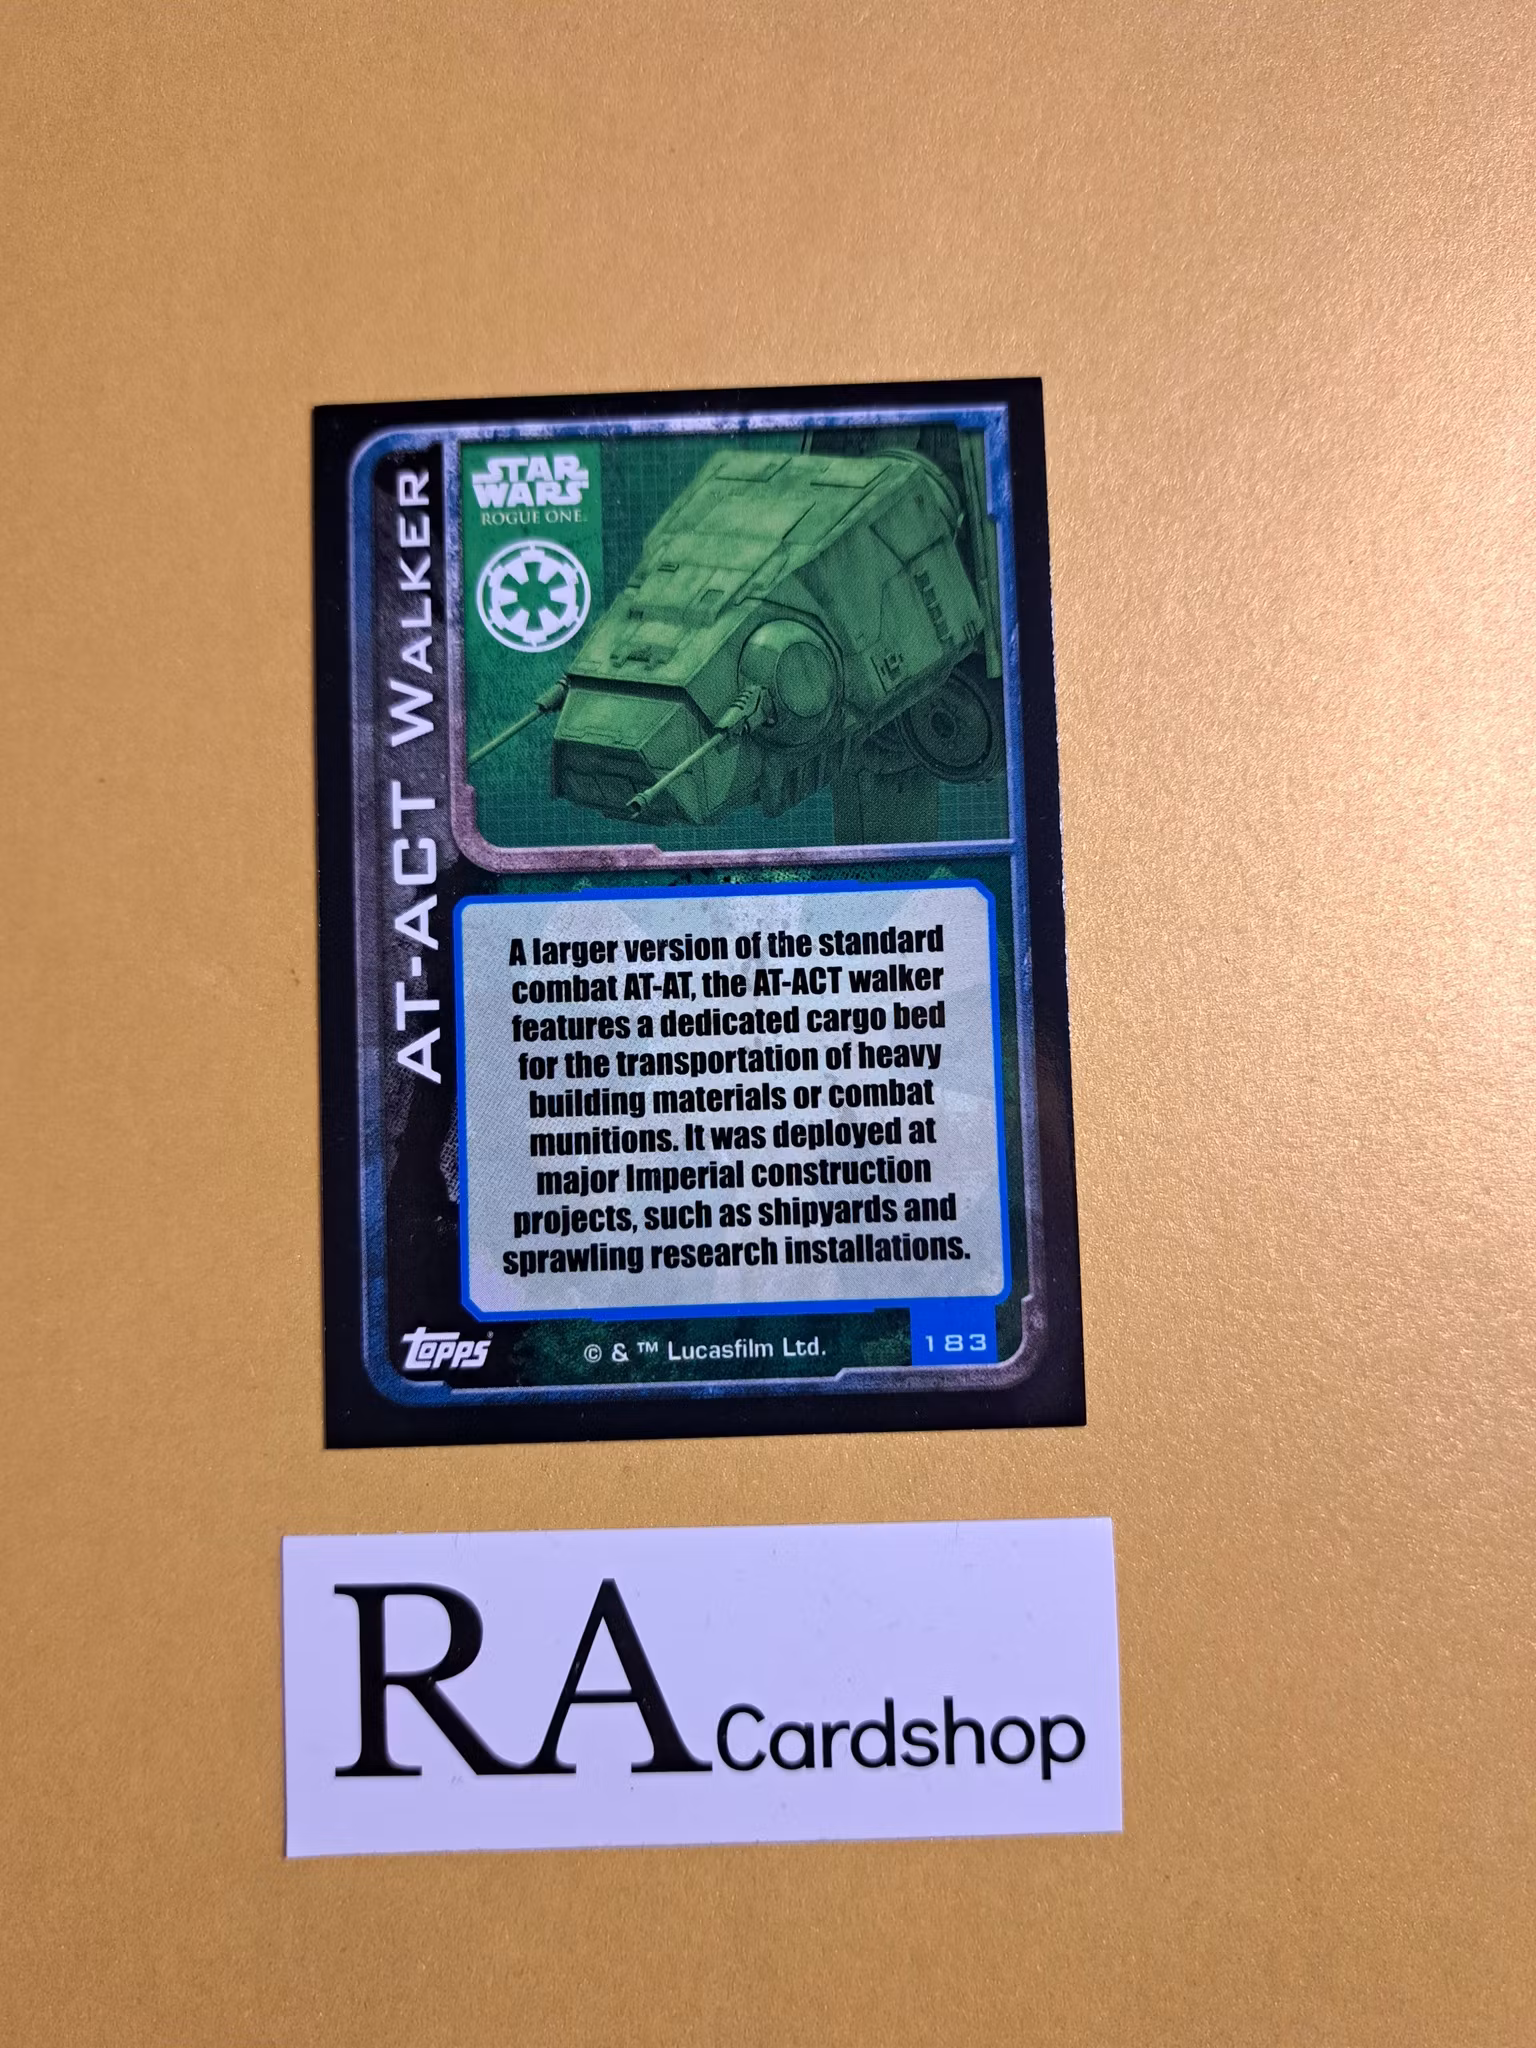 AT-ACT WALKER
STAR
WARS
ROGUE ONE™
A larger version of the standard
combat AT-AT, the AT-ACT walker
features a dedicated cargo bed
for the transportation of heavy
building materials or combat
munitions. It was deployed at
major Imperial construction
projects, such as shipyards and
sprawling research installations.
topps®
© & ™ Lucasfilm Ltd.
183
RA Cardshop